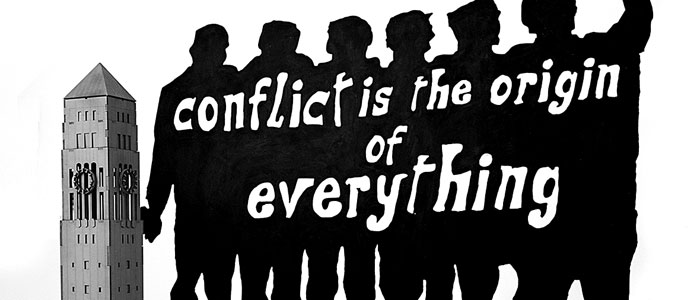 conflict is the origin
of
everything